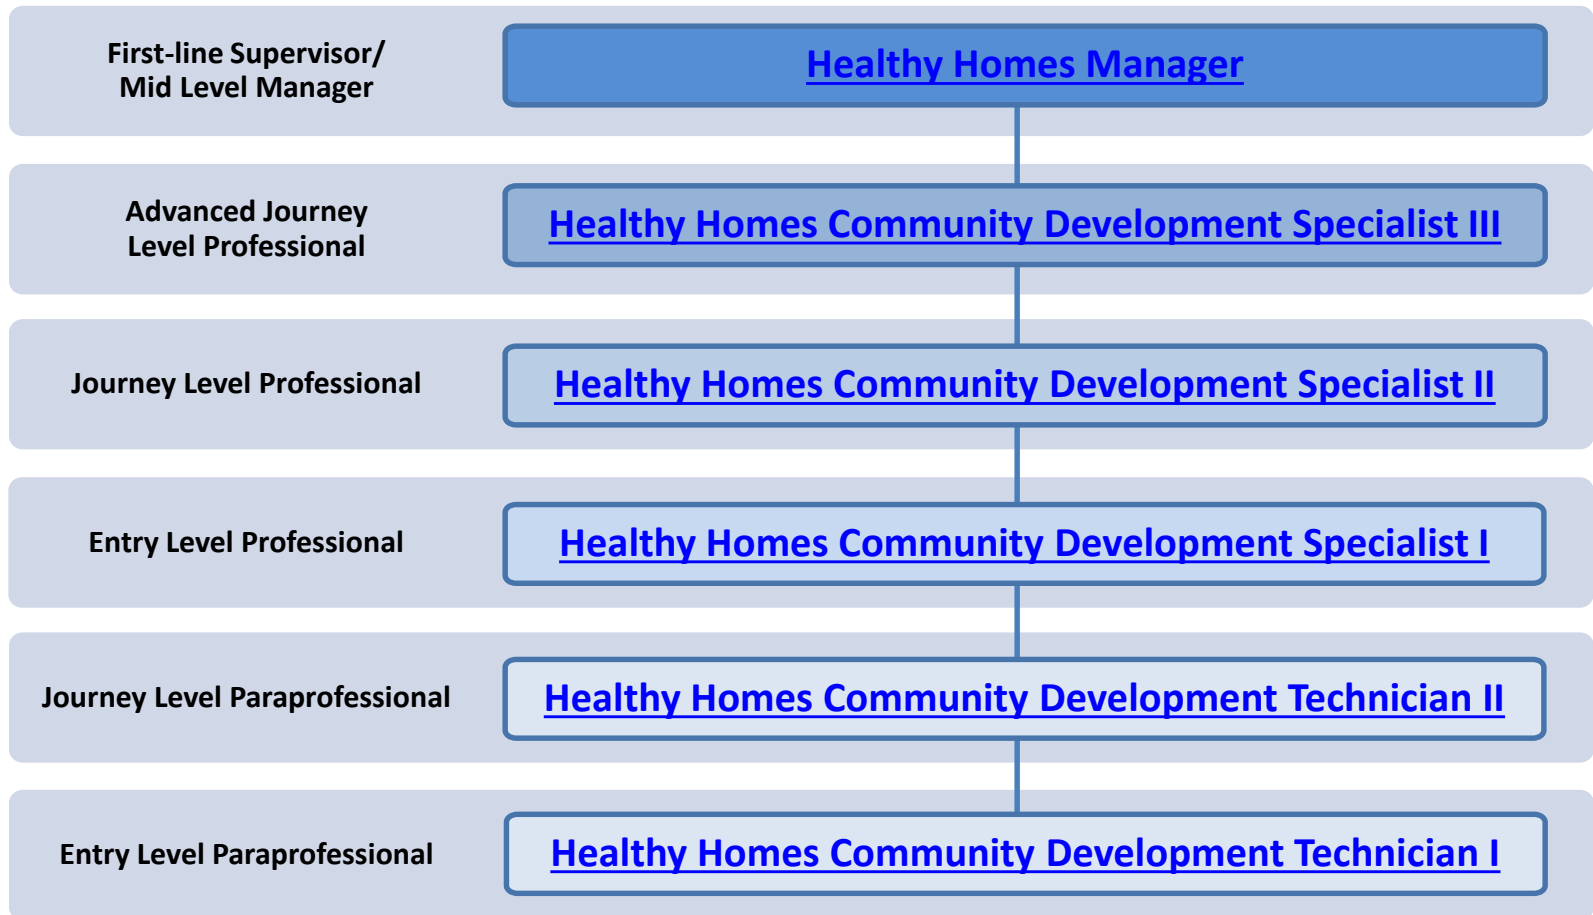 First-line Supervisor/
Mid Level Manager
Healthy Homes Manager
Advanced Journey
Level Professional
Healthy Homes Community Development Specialist III
Journey Level Professional
Healthy Homes Community Development Specialist II
Entry Level Professional
Healthy Homes Community Development Specialist I
Journey Level Paraprofessional
Healthy Homes Community Development Technician II
Entry Level Paraprofessional
Healthy Homes Community Development Technician I